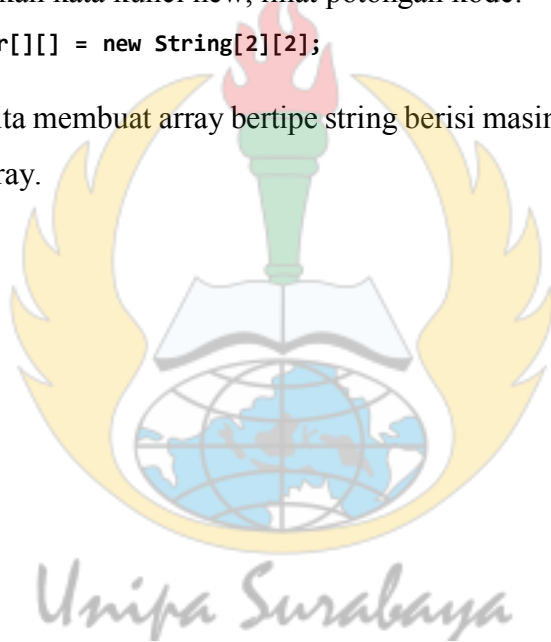 kata kunci new, lihat potongan kode:
r[][] = new String[2][2];
ta membuat array bertipe string berisi masin
ray.
Unipa Surabaya